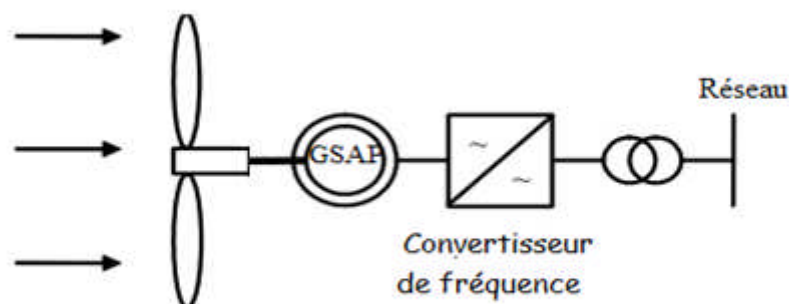 Réseau
GSAP
~
~
Convertisseur
de fréquence